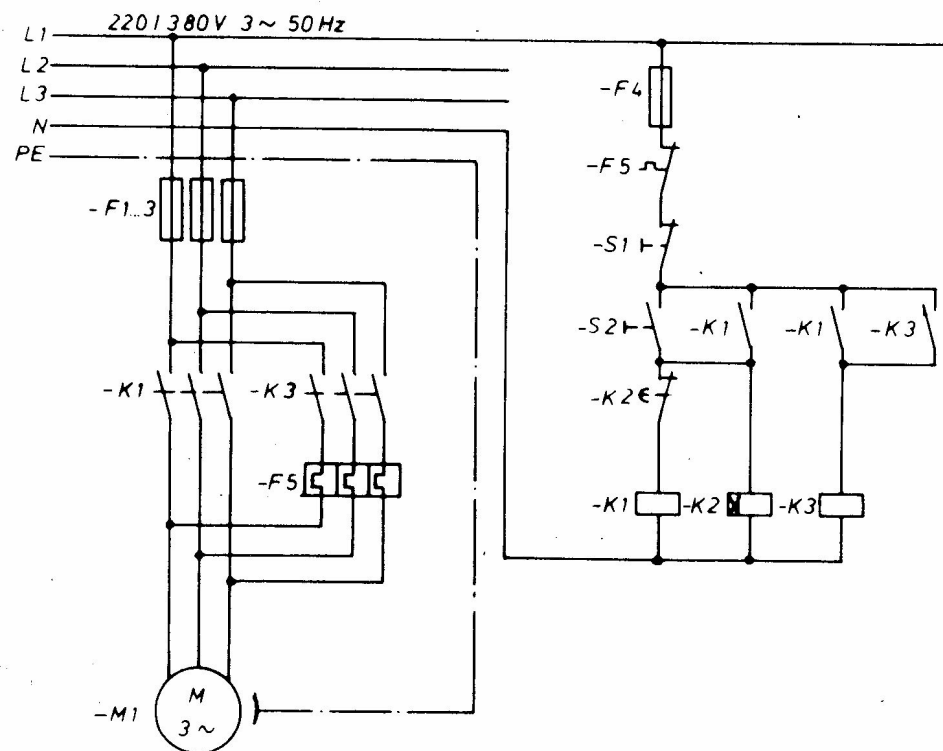 220/380V 3~ 50Hz
L1
L2
L3
N
PE
-F1...3
-K1
-K3
-F5
-M1
M
3~
-F4
-F5
-S1
-S2
-K1
-K1
-K3
-K2
-K1
-K2
-K3